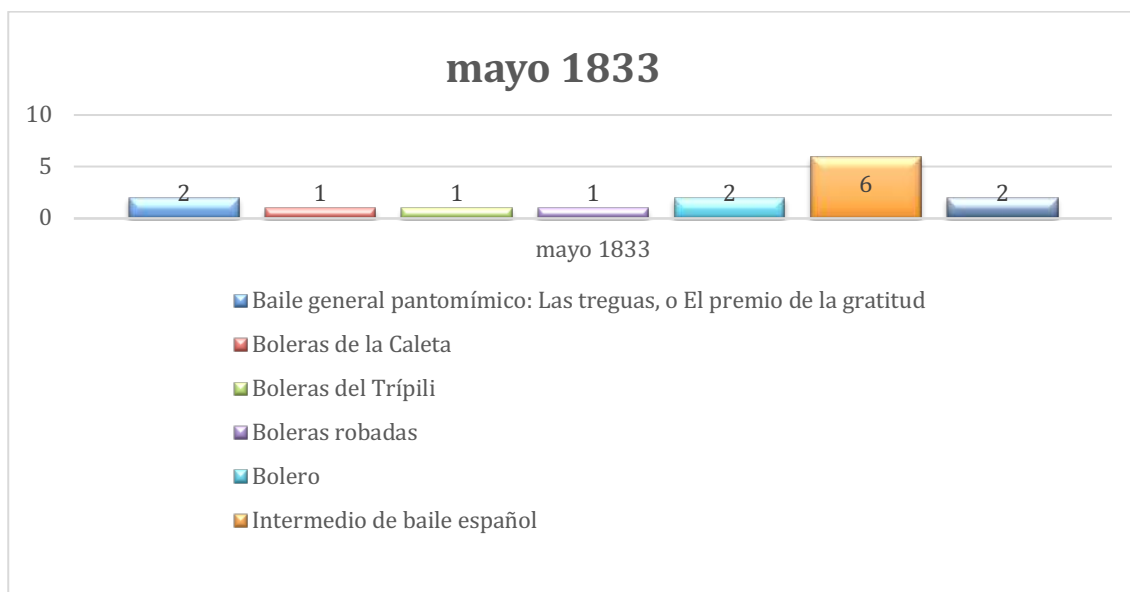 mayo 1833
10
5
0
2
1
1
1
2
6
2
mayo 1833
Baile general pantomímico: Las treguas, o El premio de la gratitud
Boleras de la Caleta
Boleras del Trípili
Boleras robadas
Bolero
Intermedio de baile español